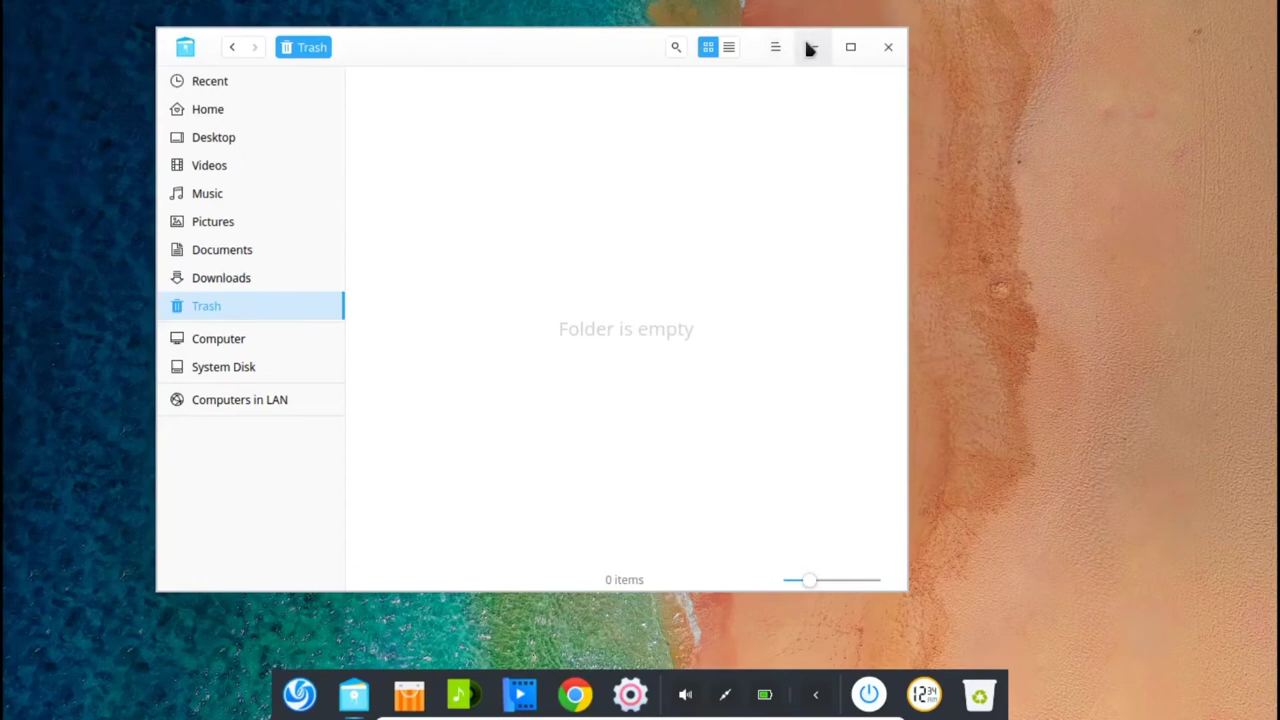 Trash
Recent
Home
Desktop
Videos
Music
Pictures
Documents
Downloads
Trash
Computer
System Disk
Computers in LAN
Folder is empty
0 items